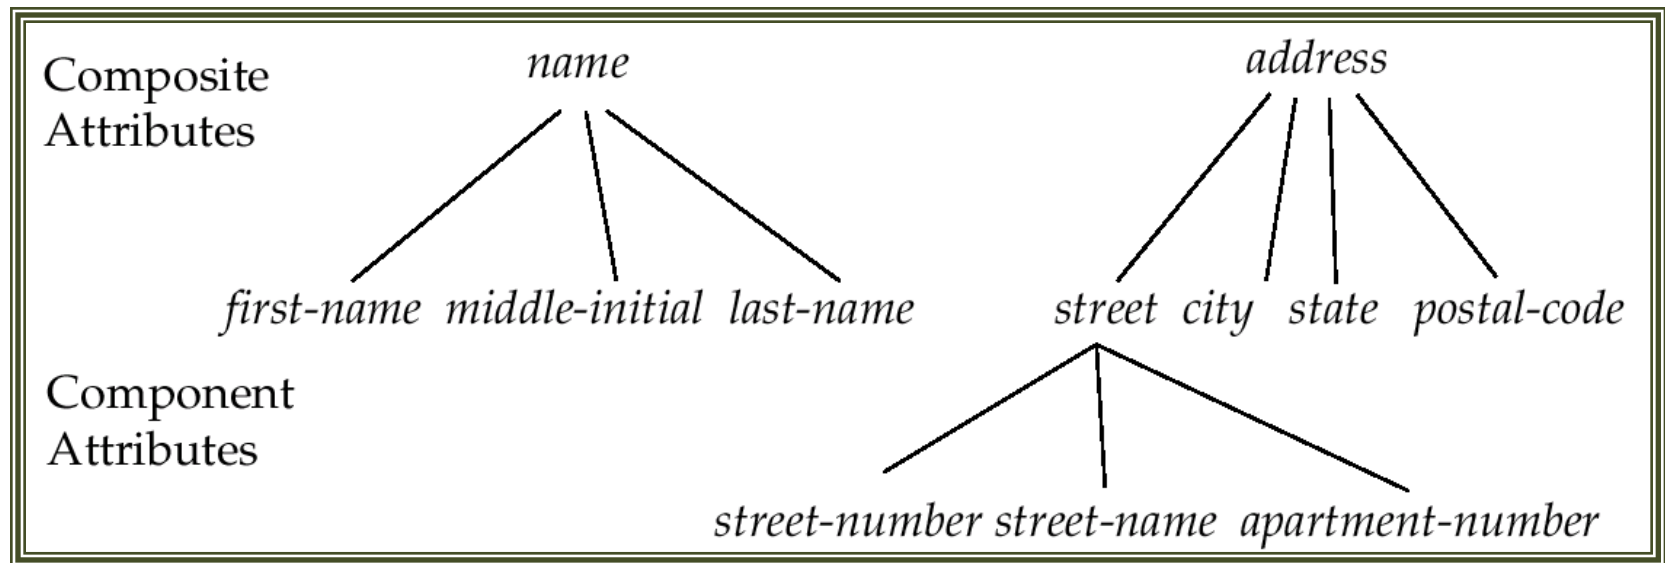 Composite
Attributes
name
address
first-name middle-initial last-name
street city state postal-code
Component
Attributes
street-number street-name apartment-number